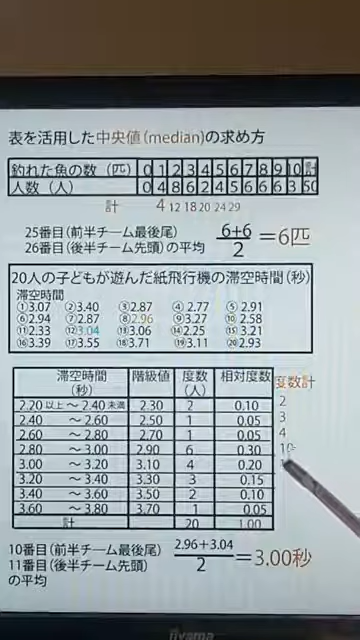 表を活用した中央値(median)の求め方
釣れた魚の数（匹） 0 1 2 3 4 5 6 7 8 9 10 計
人数（人） 0 4 8 6 2 4 5 6 6 6 3 50
計 4 12 18 20 24 29
25番目(前半チーム最後尾)
26番目(後半チーム先頭)の平均
6+6
2
=6匹
20人の子どもが遊んだ紙飛行機の滞空時間(秒)
滞空時間
①3.07 ②3.40 ③2.87 ④2.77 ⑤2.91
⑥2.94 ⑦2.87 ⑧2.96 ⑨3.27 ⑩2.58
⑪2.33 ⑫3.04 ⑬3.06 ⑭2.25 ⑮3.21
⑯3.39 ⑰3.55 ⑱3.71 ⑲3.11 ⑳2.93
滞空時間(秒) 階級値 度数(人) 相対度数 度数計
2.20以上～2.40未満 2.30 2 0.10 2
2.40 ～2.60 2.50 1 0.05 3
2.60 ～2.80 2.70 1 0.05 4
2.80 ～3.00 2.90 6 0.30 10
3.00 ～3.20 3.10 4 0.20
3.20 ～3.40 3.30 3 0.15
3.40 ～3.60 3.50 2 0.10
3.60 ～3.80 3.70 1 0.05
計 20 1.00
10番目(前半チーム最後尾)
11番目(後半チーム先頭)
の平均
2.96+3.04
2
=3.00秒
iiyama